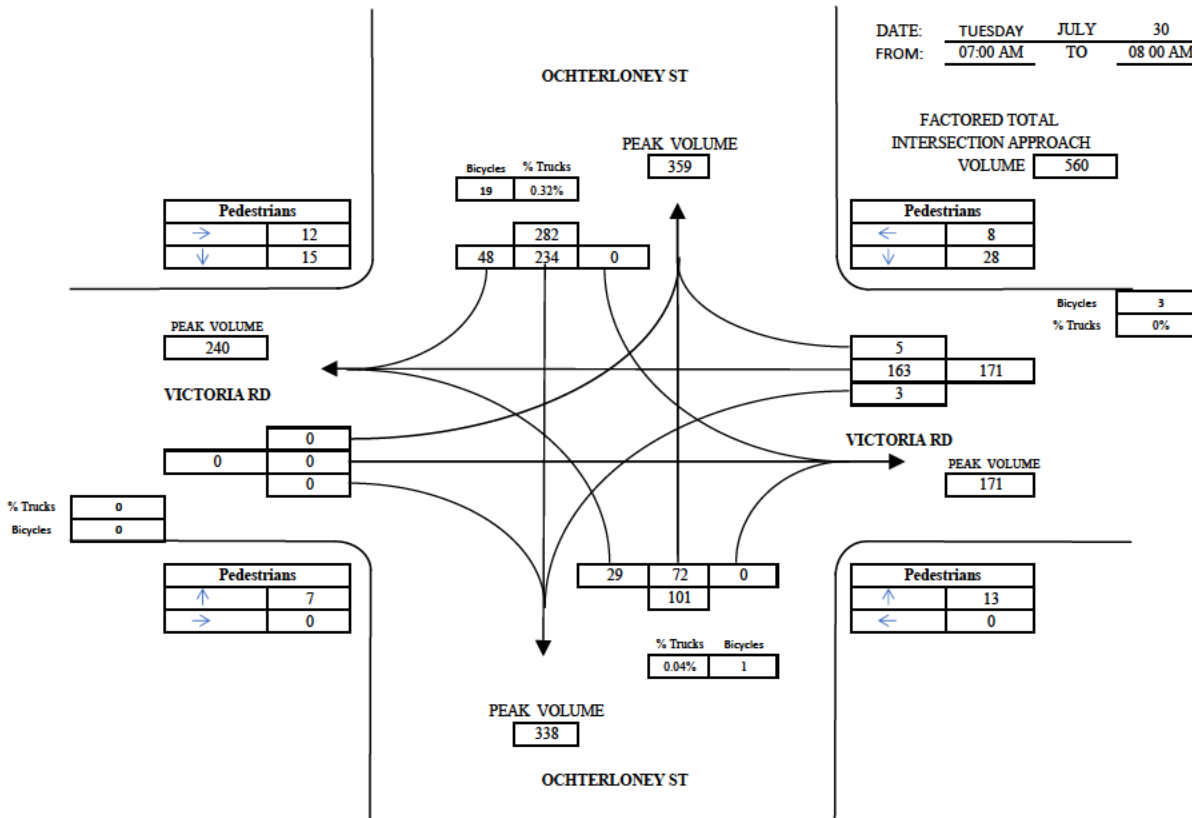 DATE: TUESDAY JULY 30
FROM: 07:00 AM TO 08 00 AM
OCHTERLONEY ST
FACTORED TOTAL
INTERSECTION APPROACH
VOLUME 560
PEAK VOLUME
359
Bicycles % Trucks
19 0.32%
Pedestrians
→ 12
↓ 15
282
48 234 0
Pedestrians
← 8
↓ 28
Bicycles 3
% Trucks 0%
PEAK VOLUME
240
5
163 171
3
VICTORIA RD
0
0 0
0
VICTORIA RD
PEAK VOLUME
171
% Trucks 0
Bicycles 0
Pedestrians
↑ 7
→ 0
29 72 0
101
Pedestrians
↑ 13
← 0
% Trucks Bicycles
0.04% 1
PEAK VOLUME
338
OCHTERLONEY ST